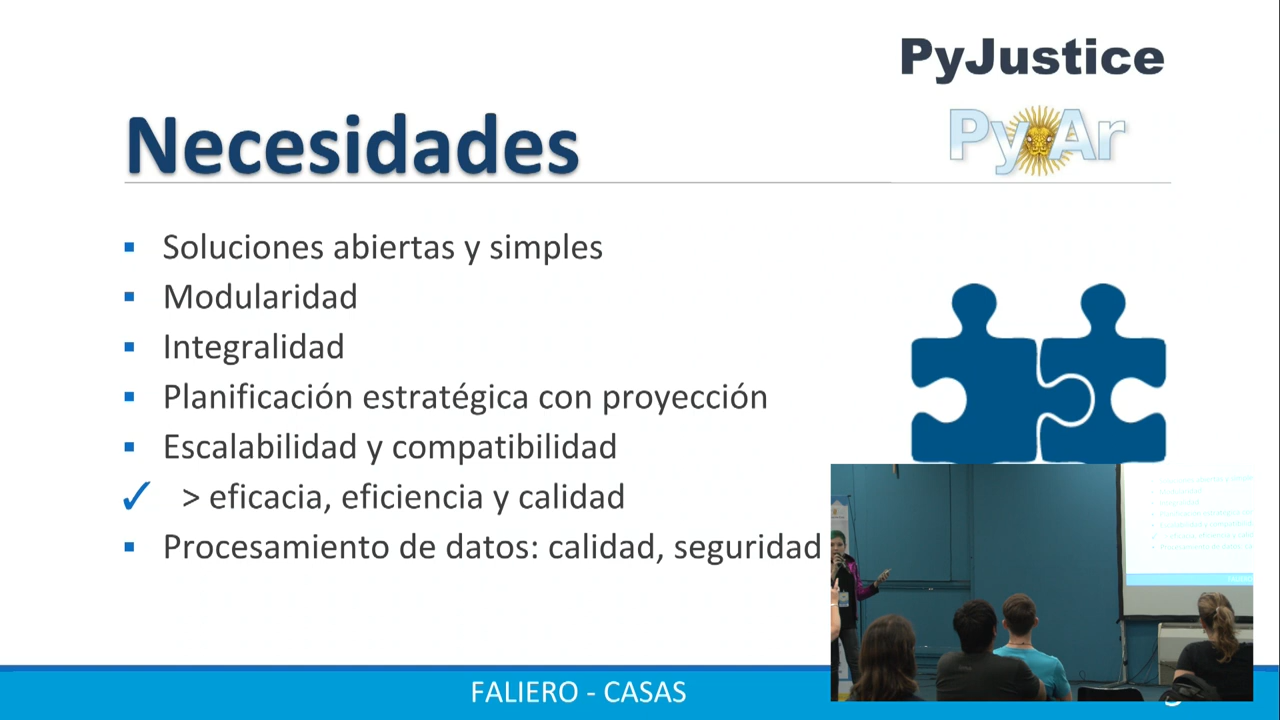 PyJustice
PyAr
Necesidades
Soluciones abiertas y simples
Modularidad
Integralidad
Planificación estratégica con proyección
Escalabilidad y compatibilidad
> eficacia, eficiencia y calidad
Procesamiento de datos: calidad, seguridad
FALIERO - CASAS